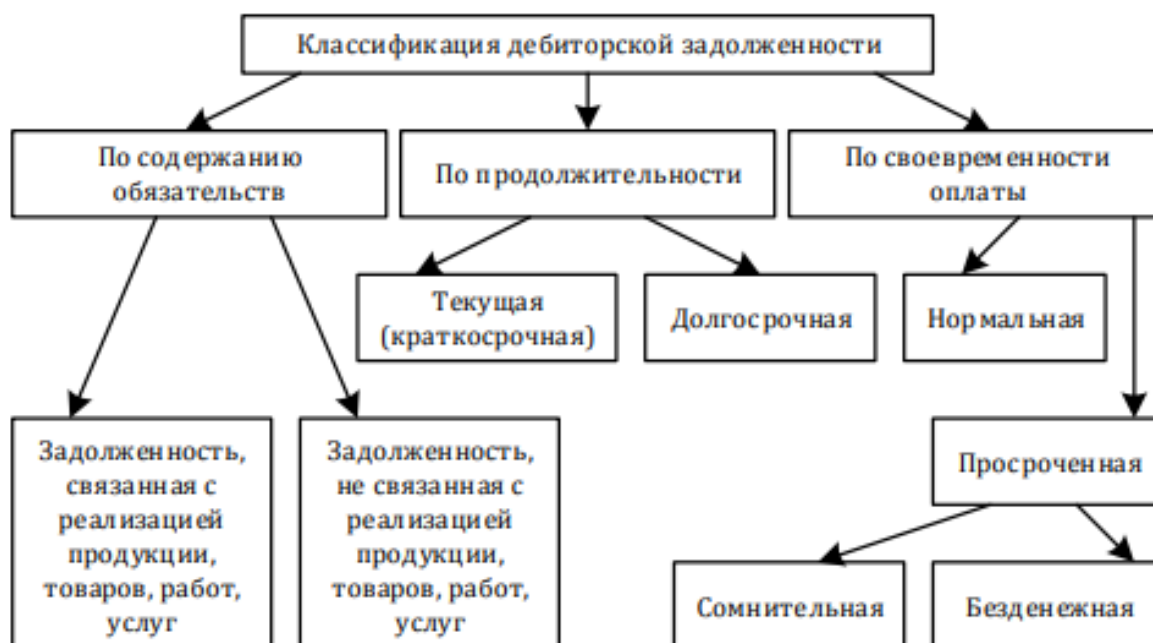 Классификация дебиторской задолженности
По содержанию
обязательств
По продолжительности
По своевременности
оплаты
Текущая
(краткосрочная)
Долгосрочная
Нормальная
Задолженность,
связанная с
реализацией
продукции,
товаров, работ,
услуг
Задолженность,
не связанная с
реализацией
продукции,
товаров, работ,
услуг
Просроченная
Сомнительная
Безденежная